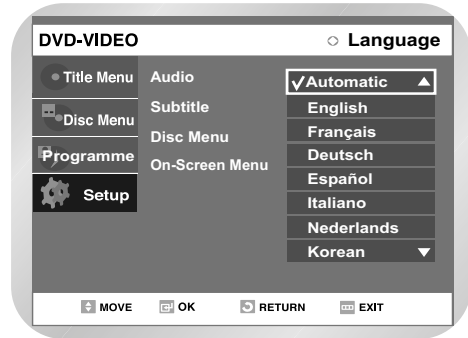 DVD-VIDEO
Language
Title Menu
Disc Menu
Programme
Setup
Audio
Subtitle
Disc Menu
On-Screen Menu
✓Automatic ▲
English
Français
Deutsch
Español
Italiano
Nederlands
Korean ▼
MOVE OK RETURN EXIT